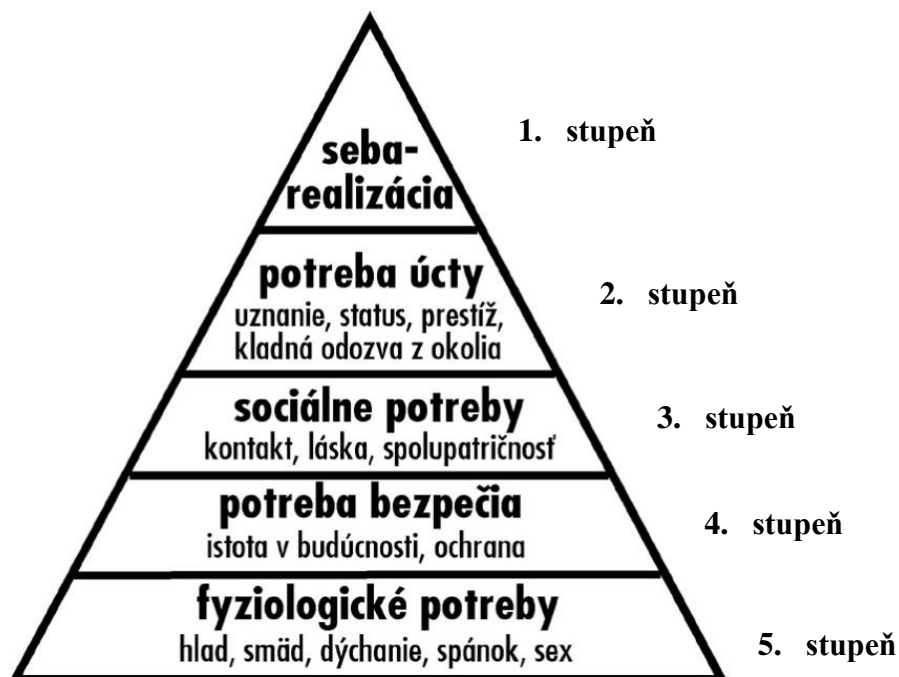 1. stupeň
seba-
realizácia
potreba úcty
2. stupeň
uznanie, status, prestíž,
kladná odozva z okolia
sociálne potreby
3. stupeň
kontakt, láska, spolupatričnosť
potreba bezpečia
4. stupeň
istota v budúcnosti, ochrana
fyziologické potreby
5. stupeň
hlad, smäd, dýchanie, spánok, sex